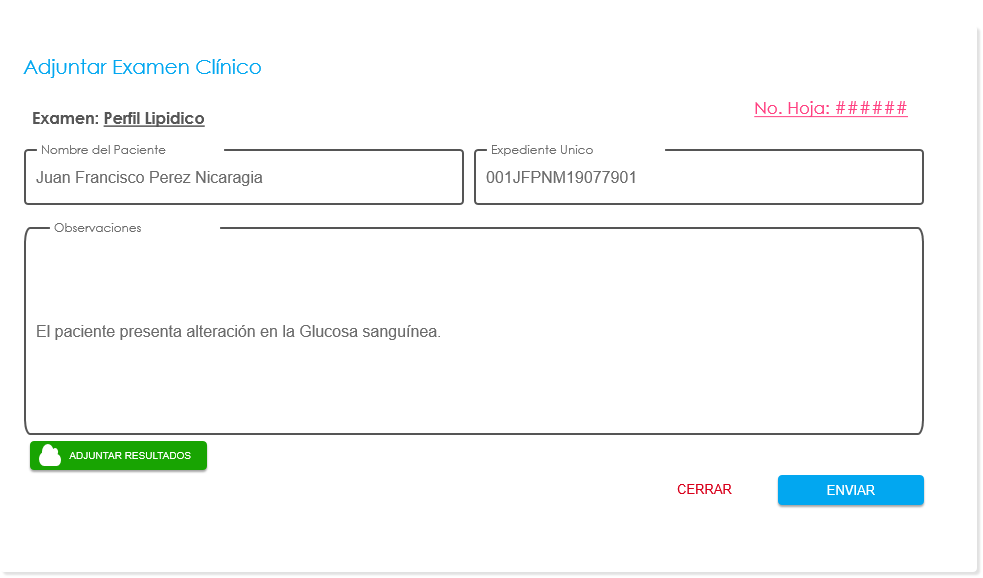 Adjuntar Examen Clínico
No. Hoja: ######
Examen: Perfil Lipidico
Nombre del Paciente
Juan Francisco Perez Nicaragia
Expediente Unico
001JFPNM19077901
Observaciones
El paciente presenta alteración en la Glucosa sanguínea.
ADJUNTAR RESULTADOS
CERRAR
ENVIAR